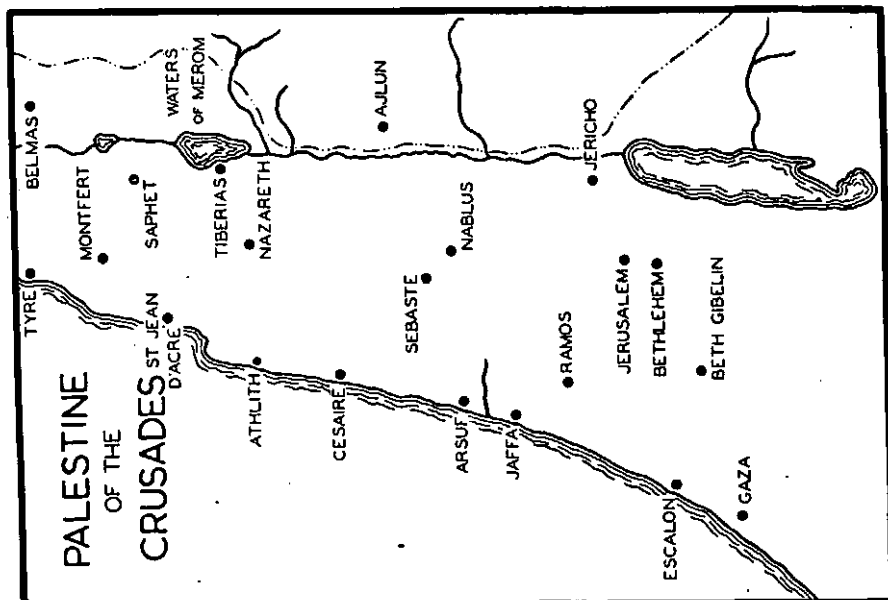 PALESTINE
OF THE
CRUSADES
TYRE
BELMAS
MONTFERT
SAPHET
WATERS
OF MEROM
ST JEAN
D'ACRE
TIBERIAS
NAZARETH
ATHLITH
AJLUN
CESAIRE
SEBASTE
NABLUS
ARSUF
JAFFA
RAMOS
JERICHO
JERUSALEM
BETHLEHEM
BETH GIBELIN
ESCALON
GAZA